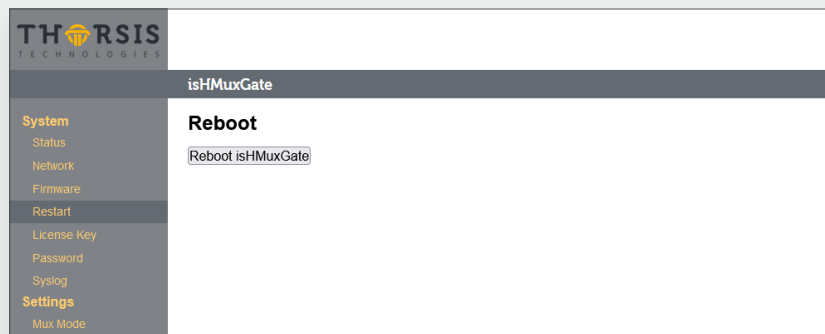 THORSIS
TECHNOLOGIES
isHMuxGate
System
Status
Network
Firmware
Restart
License Key
Password
Syslog
Settings
Mux Mode
Reboot
Reboot isHMuxGate